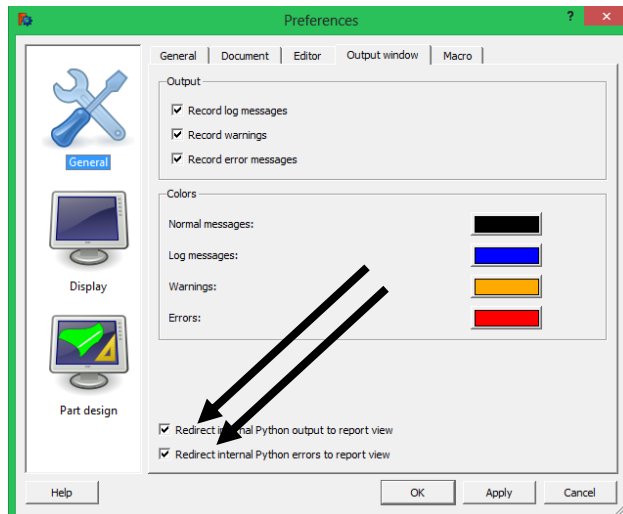 Preferences
? ×
General Document Editor Output window Macro
Output
Record log messages
Record warnings
Record error messages
General
Colors
Normal messages:
Log messages:
Display
Warnings:
Errors:
Part design
Redirect internal Python output to report view
Redirect internal Python errors to report view
Help OK Apply Cancel